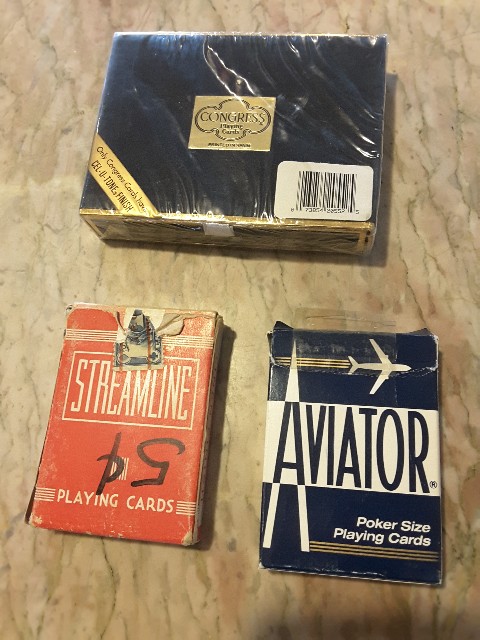 CONGRESS
Playing
Cards
Only Congress Cards have
CEL-U-TONE FINISH
STREAMLINE
5¢
PLAYING CARDS
AVIATOR®
Poker Size
Playing Cards